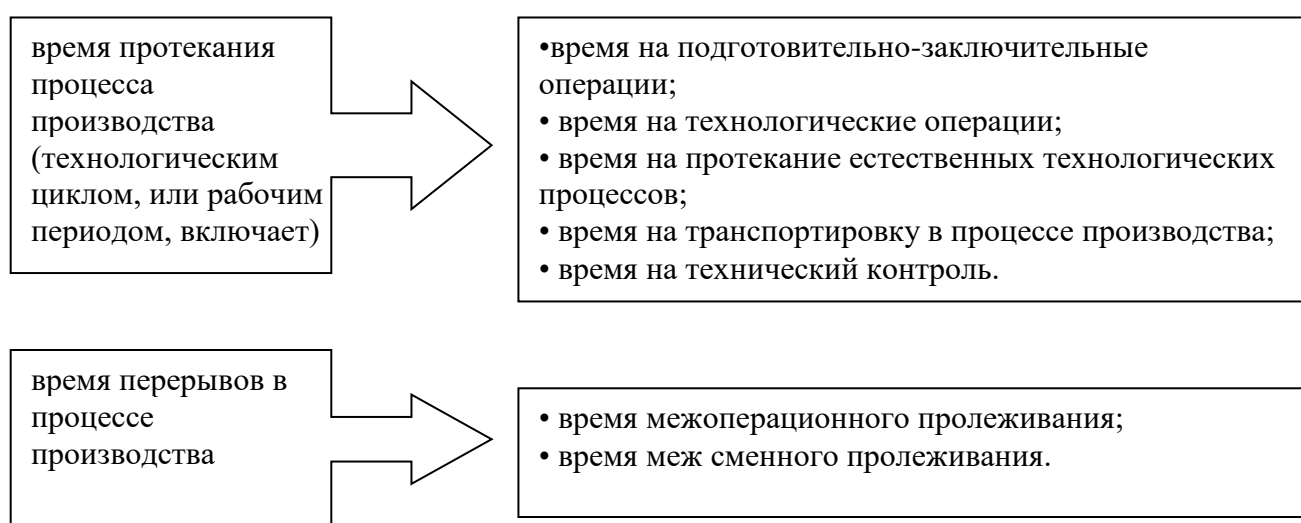 время протекания
процесса
производства
(технологическим
циклом, или рабочим
периодом, включает)
•время на подготовительно-заключительные
операции;
• время на технологические операции;
• время на протекание естественных технологических
процессов;
• время на транспортировку в процессе производства;
• время на технический контроль.
время перерывов в
процессе
производства
• время межоперационного пролеживания;
• время меж сменного пролеживания.